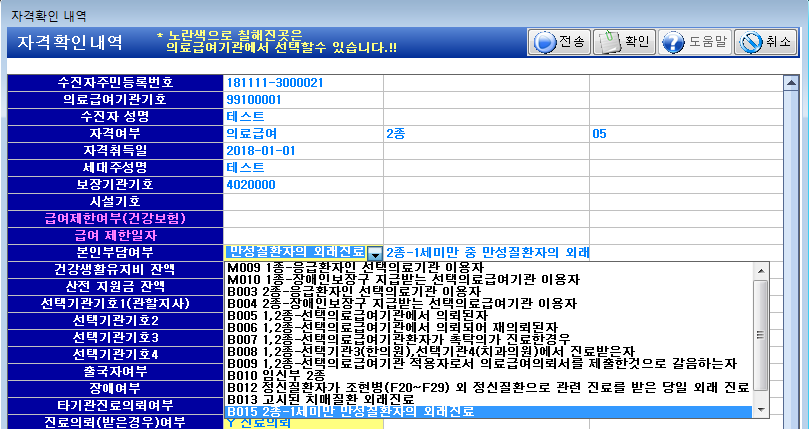 자격확인 내역
자격확인내역
* 노란색으로 칠해진곳은
의료급여기관에서 선택할수 있습니다.!!
전송 확인 도움말 취소
수진자주민등록번호 181111-3000021
의료급여기관기호 99100001
수진자 성명 테스트
자격여부 의료급여 2종 05
자격취득일 2018-01-01
세대주성명 테스트
보장기관기호 4020000
시설기호
급여제한여부(건강보험)
급여 제한일자
본인부담여부 만성질환자의 외래진료 2종-1세미만 중 만성질환자의 외래
건강생활유지비 잔액
산전 지원금 잔액
선택기관기호1(관할지사)
선택기관기호2
선택기관기호3
선택기관기호4
출국자여부
장애여부
타기관진료의뢰여부
진료의뢰(받은경우)여부 Y 진료의뢰
M009 1종-응급환자인 선택의료기관 이용자
M010 1종-장애인보장구 지급받는 선택의료급여기관 이용자
B003 2종-응급환자인 선택의료기관 이용자
B004 2종-장애인보장구 지급받는 선택의료급여기관 이용자
B005 1,2종-선택의료급여기관에서 의뢰된자
B006 1,2종-선택의료급여기관에서 의뢰되어 재의뢰된자
B007 1,2종-선택의료급여기관환자가 촉탁의가 진료한경우
B008 1,2종-선택기관3(한의원),선택기관4(치과의원)에서 진료받은자
B009 1,2종-선택의료급여기관 적용자로서 의료급여의뢰서를 제출한것으로 갈음하는자
B010 임신부 2종
B012 정신질환자가 조현병(F20~F29) 외 정신질환으로 관련 진료를 받은 당일 외래 진료
B013 고시된 치매질환 외래진료
B015 2종-1세미만 만성질환자의 외래진료